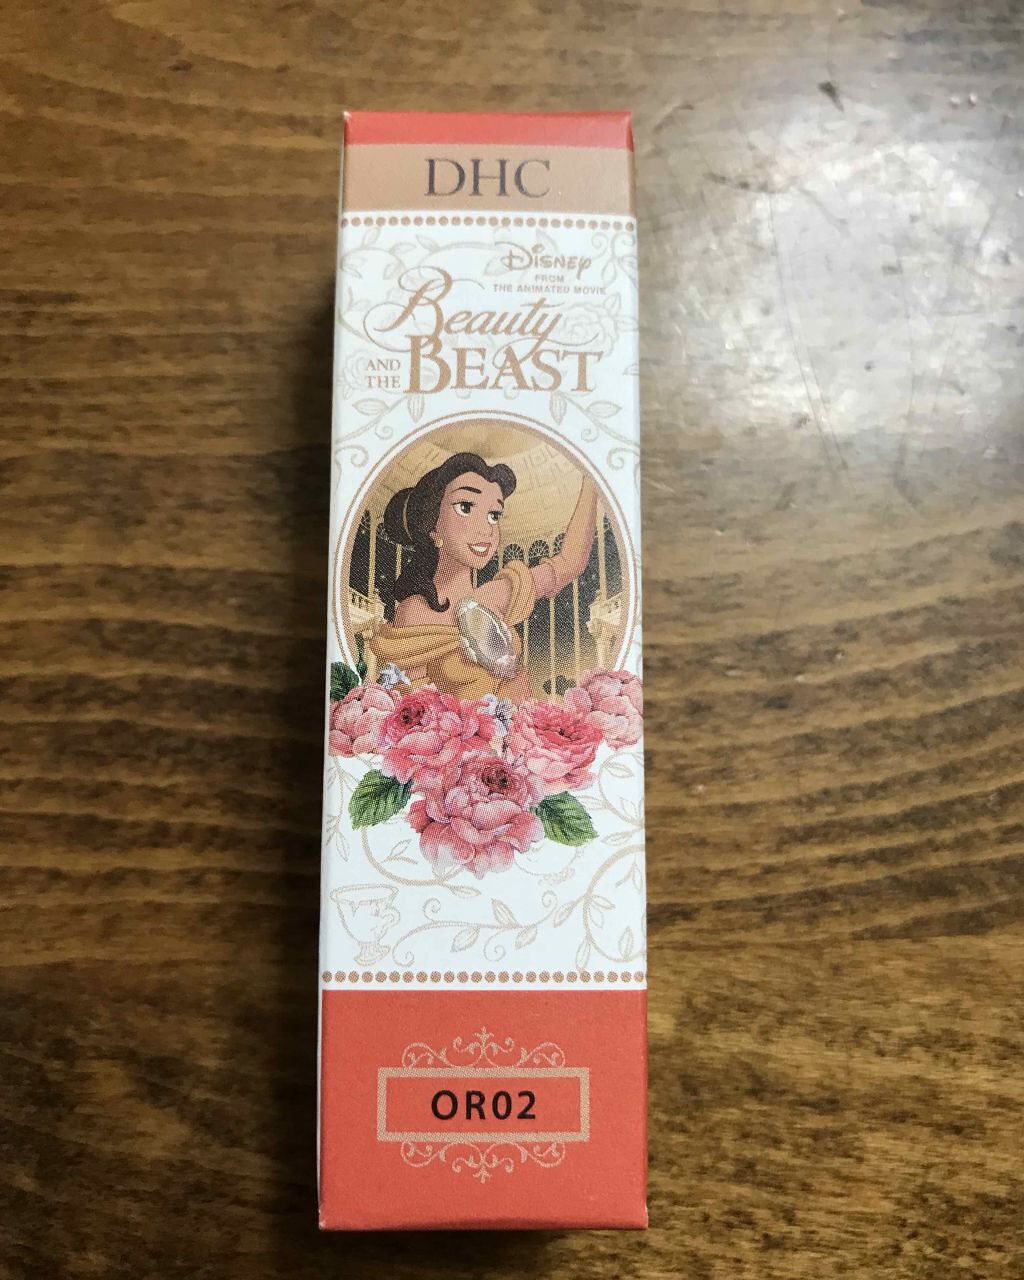 DHC
Disney
FROM
THE ANIMATED MOVIE
Beauty
AND THE BEAST
OR02